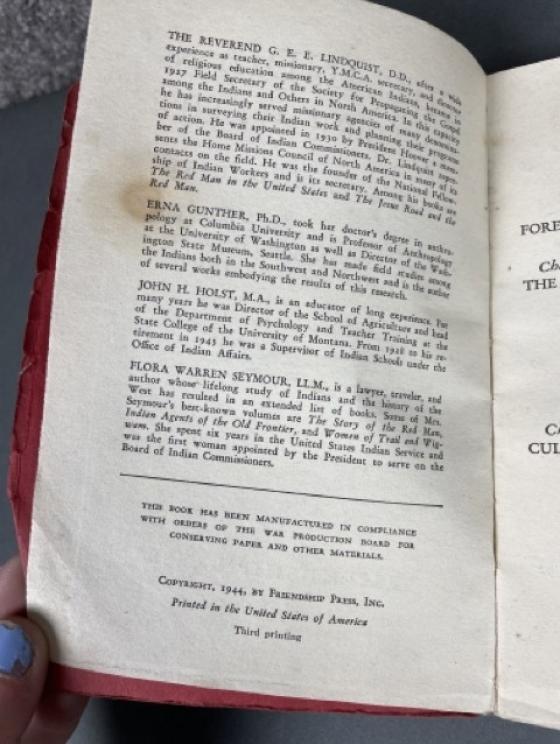 THE REVEREND G. E. E. LINDQUIST, D.D., after a wide
experience as teacher, missionary, Y.M.C.A. secretary, and director
of religious education among the American Indians, became in
1927 Field Secretary of the Society for Propagating the Gospel
among the Indians and Others in North America. In this capacity
he has increasingly served missionary agencies of many denomina-
tions in surveying their Indian work and planning their programs
of action. He was appointed in 1930 by President Hoover a mem-
ber of the Board of Indian Commissioners. Dr. Lindquist repre-
sents the Home Missions Council of North America in many of its
contacts on the field. He was the founder of the National Fellow-
ship of Indian Workers and is its secretary. Among his books are
The Red Man in the United States and The Jesus Road and the
Red Man.
ERNA GUNTHER, Ph.D., took her doctor's degree in anthro-
pology at Columbia University and is Professor of Anthropology
at the University of Washington as well as Director of the Wash-
ington State Museum, Seattle. She has made field studies among
the Indians both in the Southwest and Northwest and is the author
of several works embodying the results of this research.
JOHN H. HOLST, M.A., is an educator of long experience. For
many years he was Director of the School of Agriculture and head
of the Department of Psychology and Teacher Training at the
State College of the University of Montana. From 1928 to his re-
tirement in 1943 he was a Supervisor of Indian Schools under the
Office of Indian Affairs.
FLORA WARREN SEYMOUR, LL.M., is a lawyer, traveler, and
author whose lifelong study of Indians and the history of the
West has resulted in an extended list of books. Some of Mrs.
Seymour's best-known volumes are The Story of the Red Man,
Indian Agents of the Old Frontier, and Women of Trail and Wig-
wam. She spent six years in the United States Indian Service and
was the first woman appointed by the President to serve on the
Board of Indian Commissioners.
THIS BOOK HAS BEEN MANUFACTURED IN COMPLIANCE
WITH ORDERS OF THE WAR PRODUCTION BOARD FOR
CONSERVING PAPER AND OTHER MATERIALS.
COPYRIGHT, 1944, BY FRIENDSHIP PRESS, INC.
Printed in the United States of America
Third printing
FORE
Ch
THE
Ch
CUL